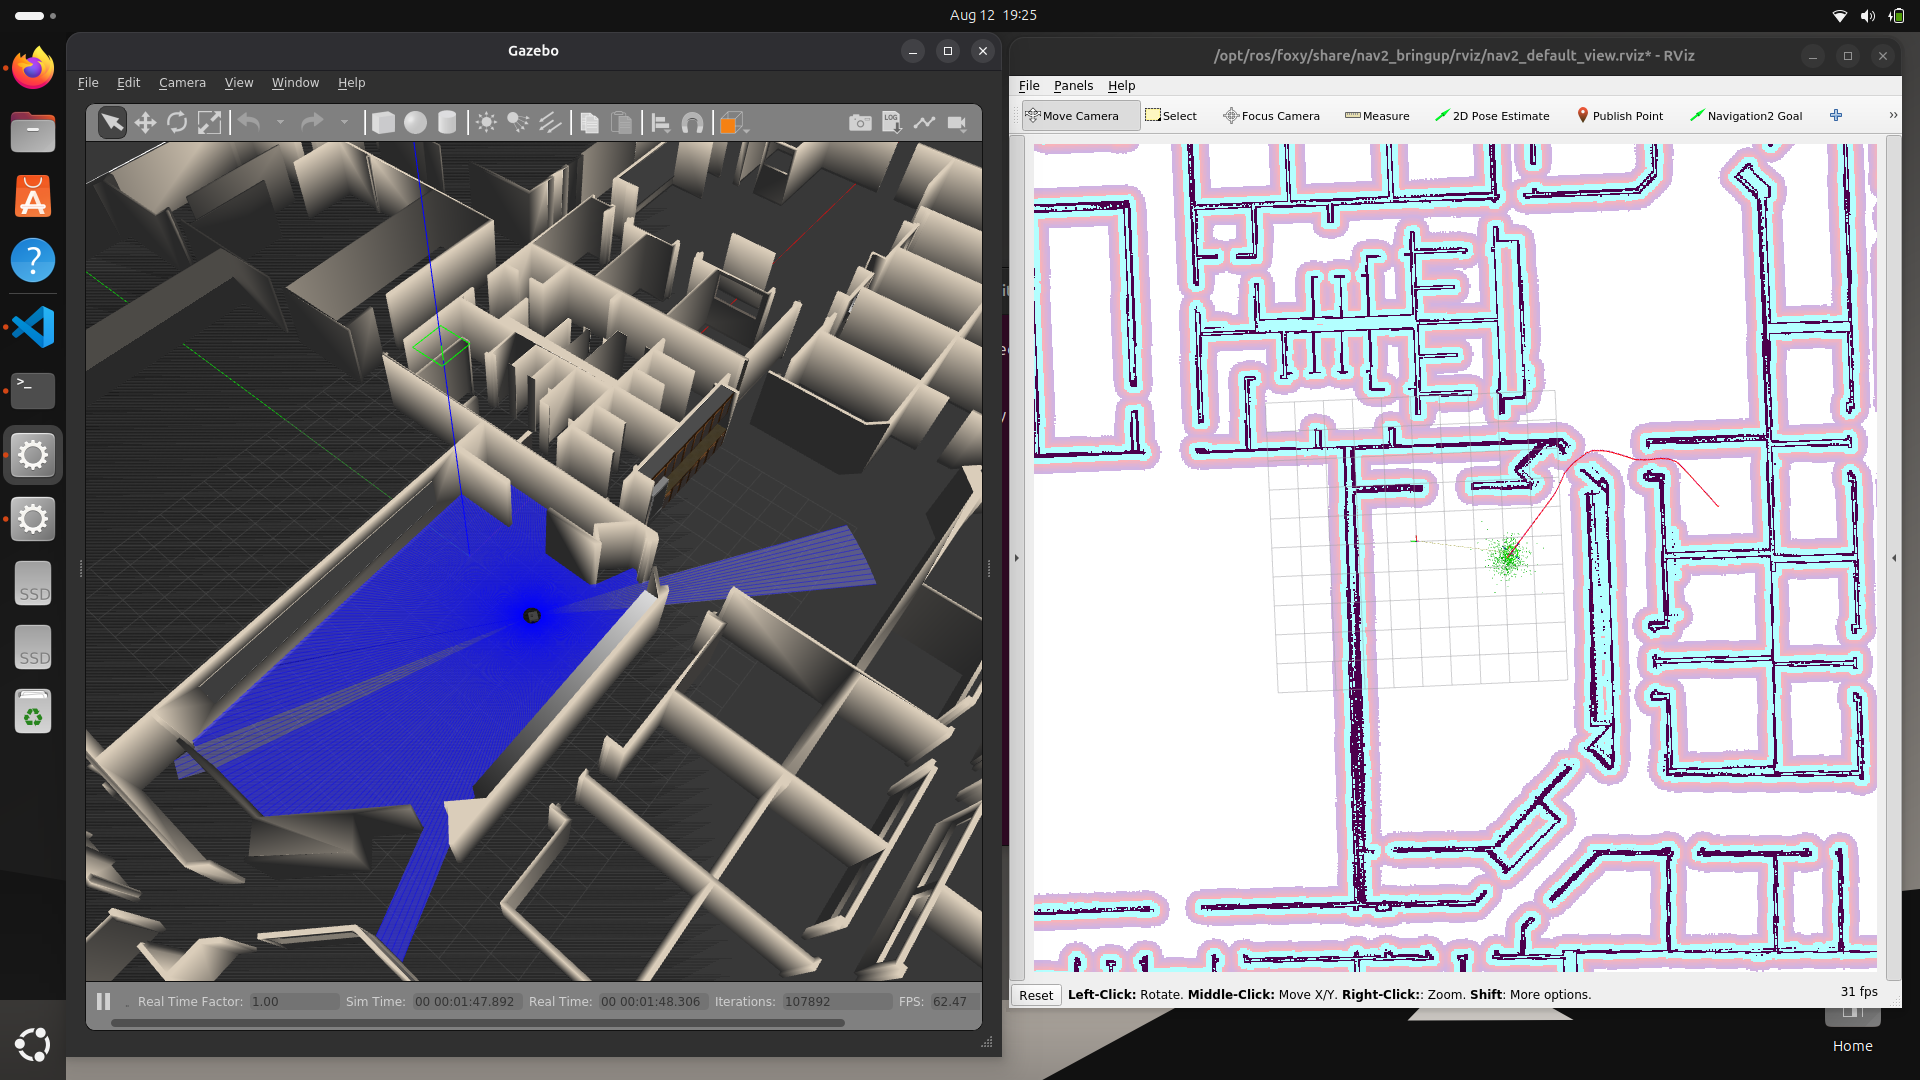 Aug 12 19:25
Gazebo
File Edit Camera View Window Help
LOG
Real Time Factor: 1.00 Sim Time: 00 00:01:47.892 Real Time: 00 00:01:48.306 Iterations: 107892 FPS: 62.47
/opt/ros/foxy/share/nav2_bringup/rviz/nav2_default_view.rviz* - RViz
File Panels Help
Move Camera Select Focus Camera Measure 2D Pose Estimate Publish Point Navigation2 Goal »
Reset Left-Click: Rotate. Middle-Click: Move X/Y. Right-Click:: Zoom. Shift: More options. 31 fps
>_
SSD
SSD
Home